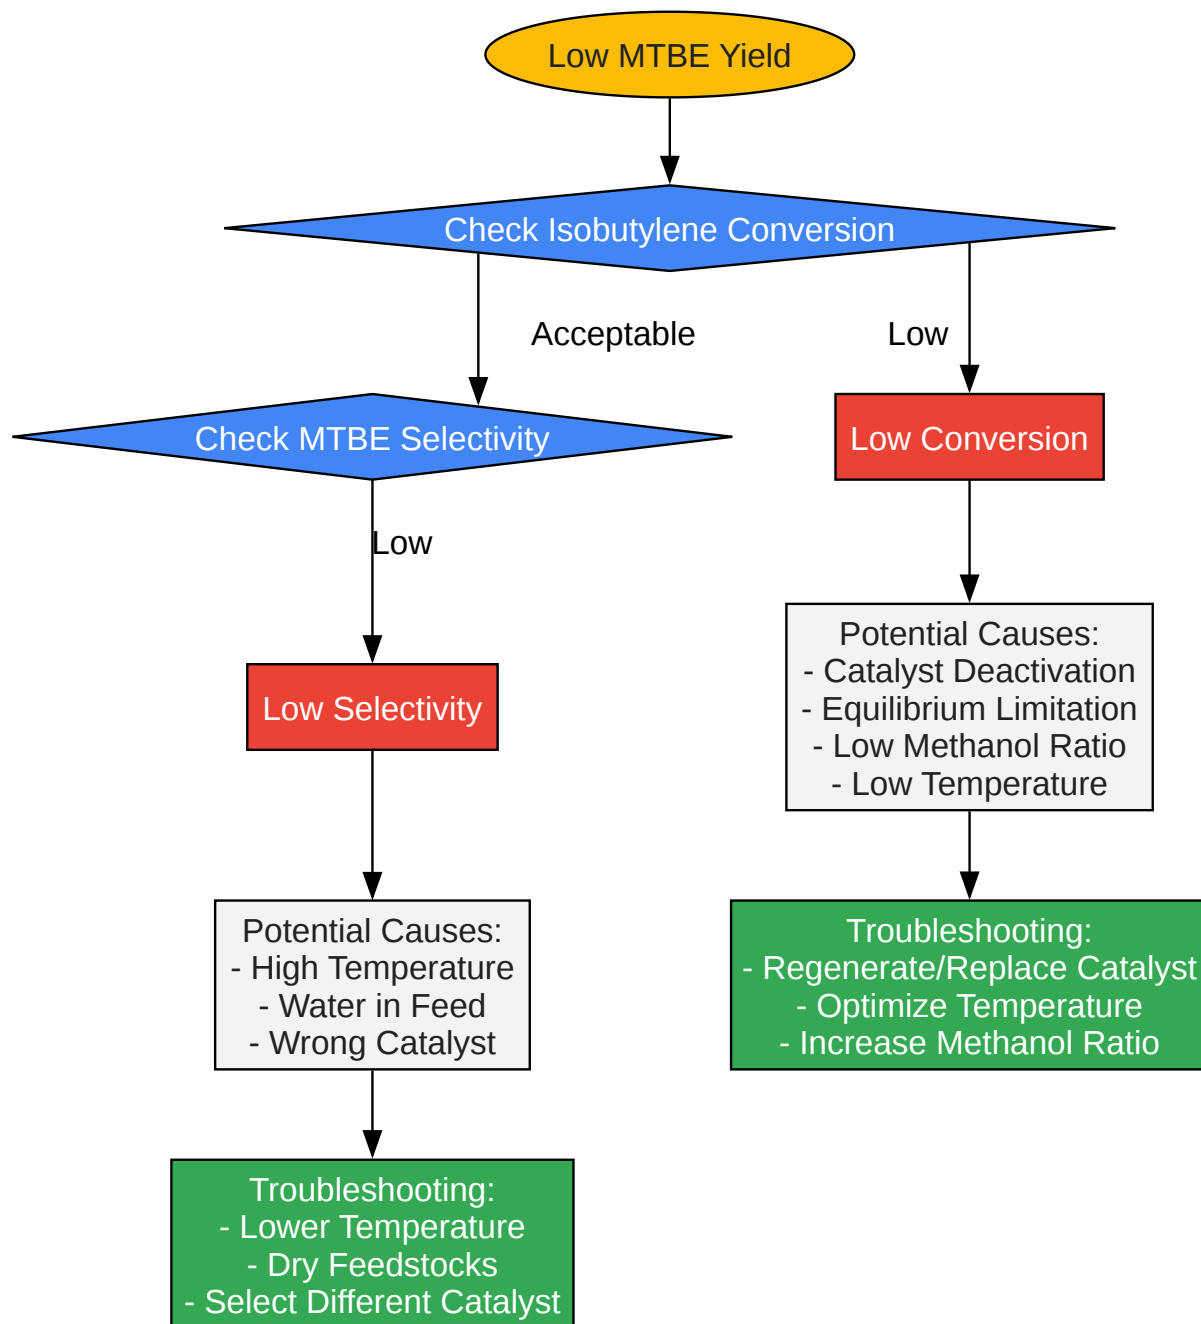 Low MTBE Yield
Check Isobutylene Conversion
Acceptable
Low
Check MTBE Selectivity
Low Conversion
Low
Low Selectivity
Potential Causes:
- Catalyst Deactivation
- Equilibrium Limitation
- Low Methanol Ratio
- Low Temperature
Potential Causes:
- High Temperature
- Water in Feed
- Wrong Catalyst
Troubleshooting:
- Regenerate/Replace Catalyst
- Optimize Temperature
- Increase Methanol Ratio
Troubleshooting:
- Lower Temperature
- Dry Feedstocks
- Select Different Catalyst